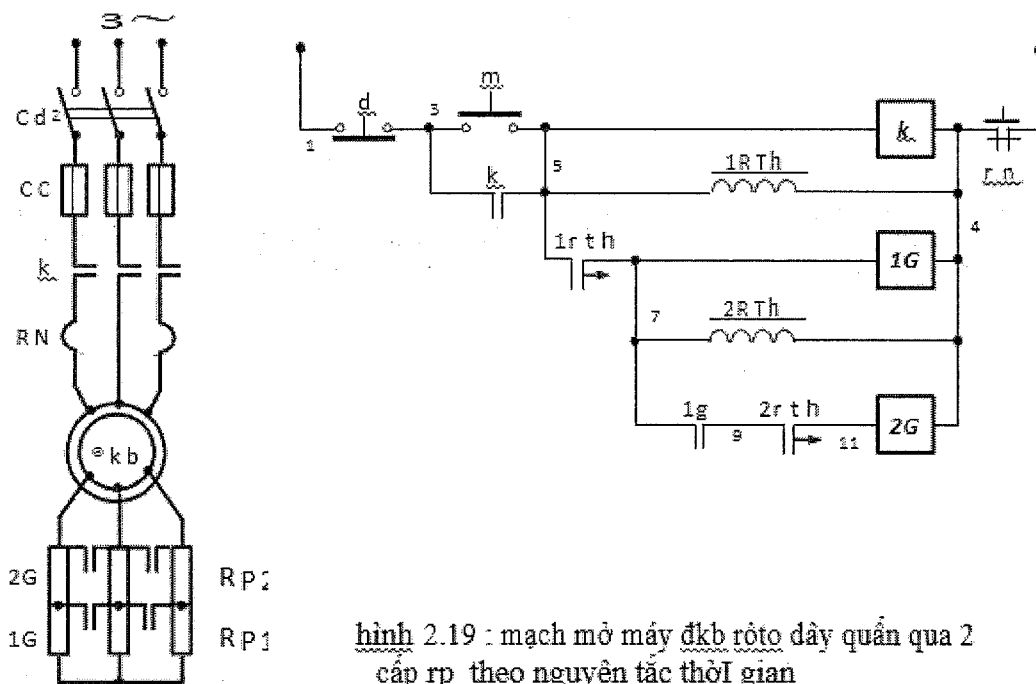 3 ~
Cd2
CC
k
RN
đkb
2G
1G
Rp2
Rp1
1
d
3
m
k
5
k
1RTh
rn
4
1rth
1G
7
2RTh
1g
9
2rth
11
2G
hình 2.19 : mạch mở máy đkb rôto dây quấn qua 2
cấp rp theo nguyên tắc thờI gian